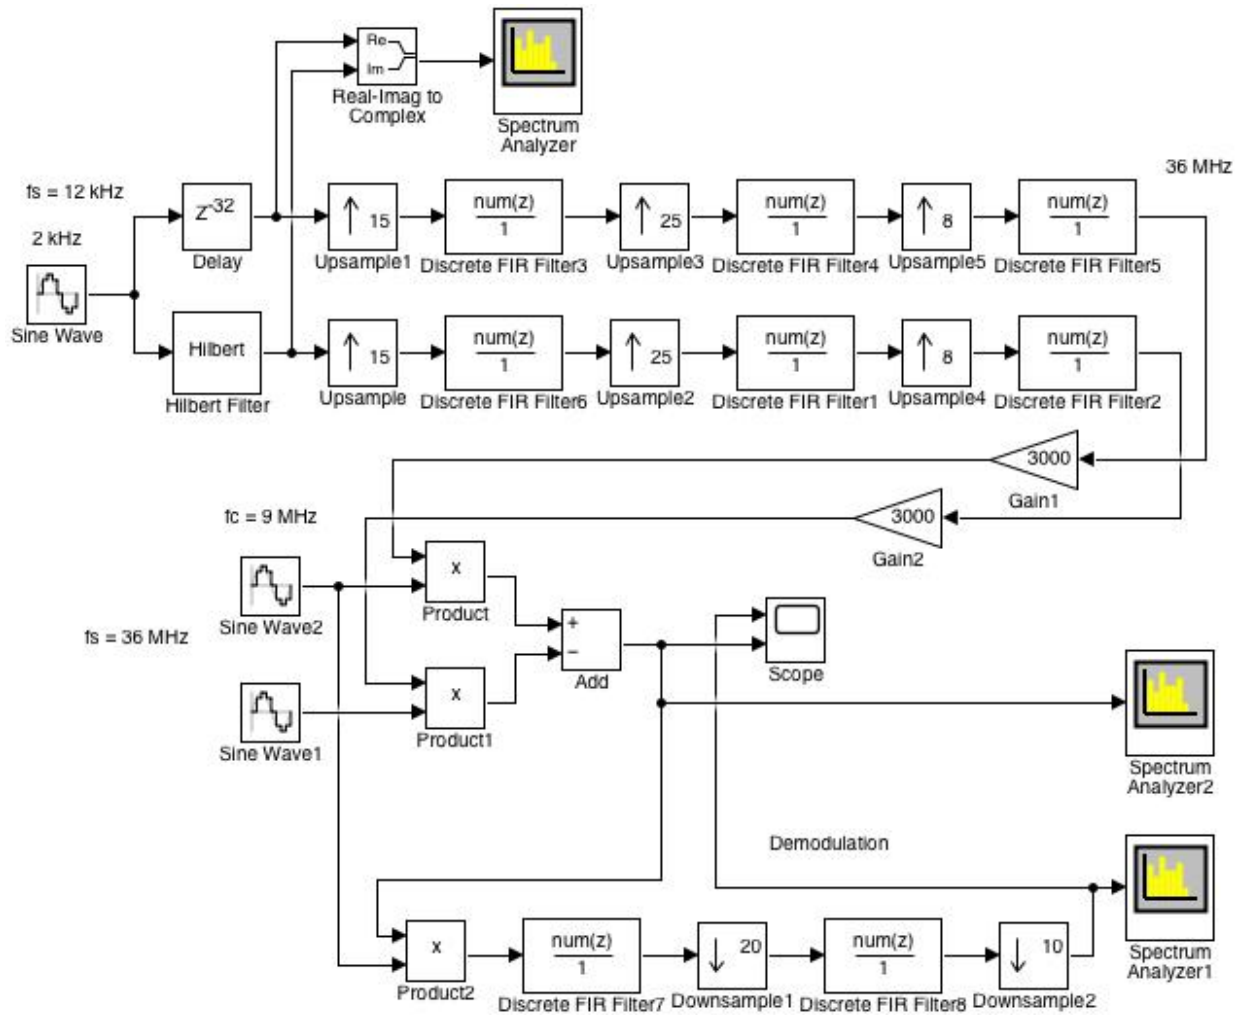 Re
Im
Real-Imag to
Complex
Spectrum
Analyzer
36 MHz
fs = 12 kHz
2 kHz
Sine Wave
Z-32
Delay
15
Upsample1
num(z)
1
Discrete FIR Filter3
25
Upsample3
num(z)
1
Discrete FIR Filter4
8
Upsample5
num(z)
1
Discrete FIR Filter5
Hilbert
Hilbert Filter
15
Upsample
num(z)
1
Discrete FIR Filter6
25
Upsample2
num(z)
1
Discrete FIR Filter1
8
Upsample4
num(z)
1
Discrete FIR Filter2
3000
Gain1
3000
Gain2
fc = 9 MHz
Sine Wave2
x
Product
fs = 36 MHz
Sine Wave1
x
Product1
+
−
Add
Scope
Spectrum
Analyzer2
Demodulation
x
Product2
num(z)
1
Discrete FIR Filter7
20
Downsample1
num(z)
1
Discrete FIR Filter8
10
Downsample2
Spectrum
Analyzer1